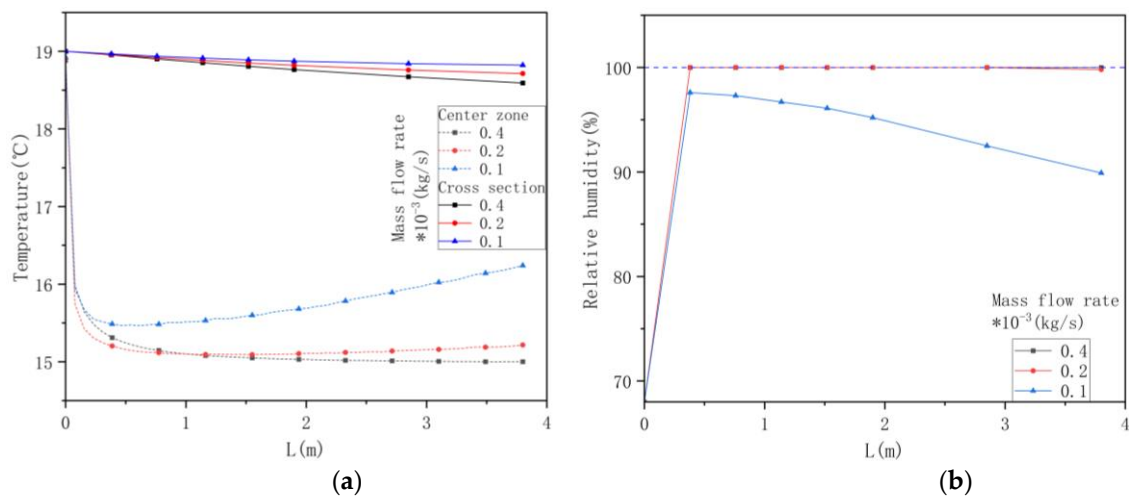 19
18
17
16
15
Temperature(℃)
0
1
2
3
4
L(m)
Mass flow rate
*10⁻³(kg/s)
Center zone
0.4
0.2
0.1
Cross section
0.4
0.2
0.1
(a)
100
90
80
70
Relative humidity(%)
0
1
2
3
4
L(m)
Mass flow rate
*10⁻³(kg/s)
0.4
0.2
0.1
(b)